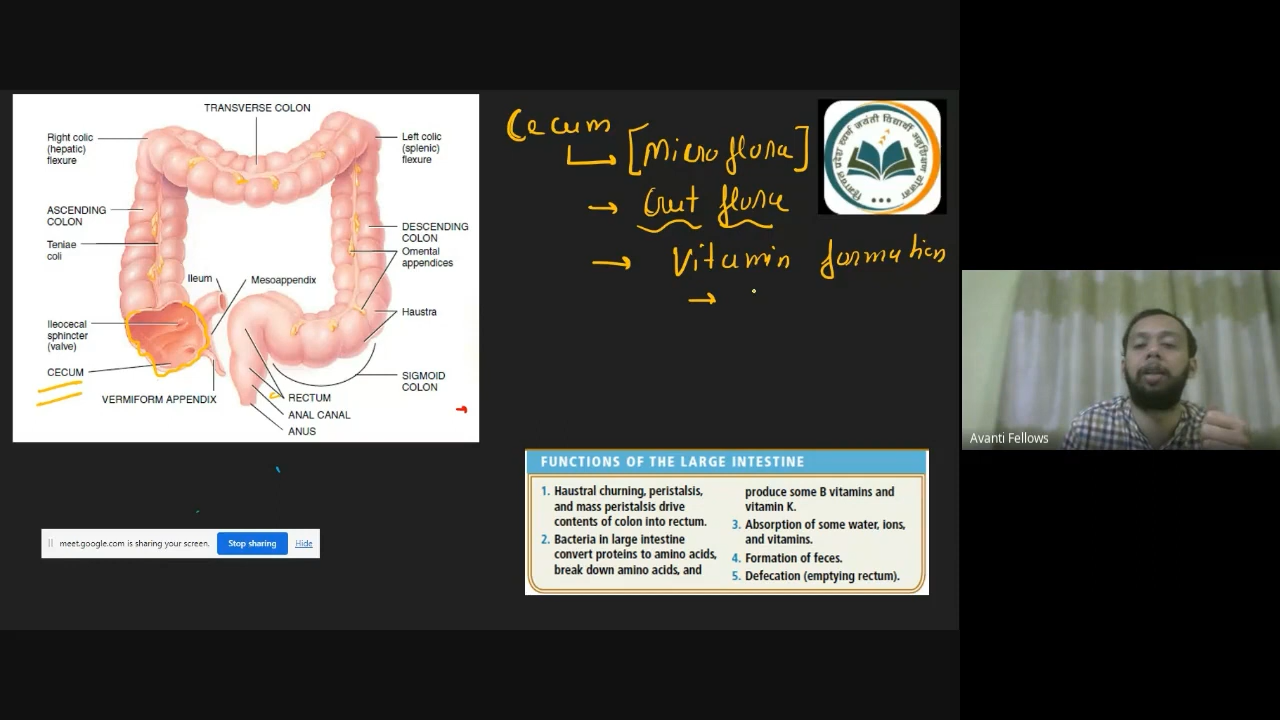 TRANSVERSE COLON
Right colic
(hepatic)
flexure
Left colic
(splenic)
flexure
ASCENDING
COLON
Teniae
coli
DESCENDING
COLON
Omental
appendices
Ileum
Mesoappendix
Haustra
Ileocecal
sphincter
(valve)
CECUM
VERMIFORM APPENDIX
SIGMOID
COLON
RECTUM
ANAL CANAL
ANUS
Cecum
[Microflora]
Gut flora
Vitamin formation
FUNCTIONS OF THE LARGE INTESTINE
1. Haustral churning, peristalsis,
and mass peristalsis drive
contents of colon into rectum.
2. Bacteria in large intestine
convert proteins to amino acids,
break down amino acids, and
produce some B vitamins and
vitamin K.
3. Absorption of some water, ions,
and vitamins.
4. Formation of feces.
5. Defecation (emptying rectum).
meet.google.com is sharing your screen.
Stop sharing
Hide
Avanti Fellows